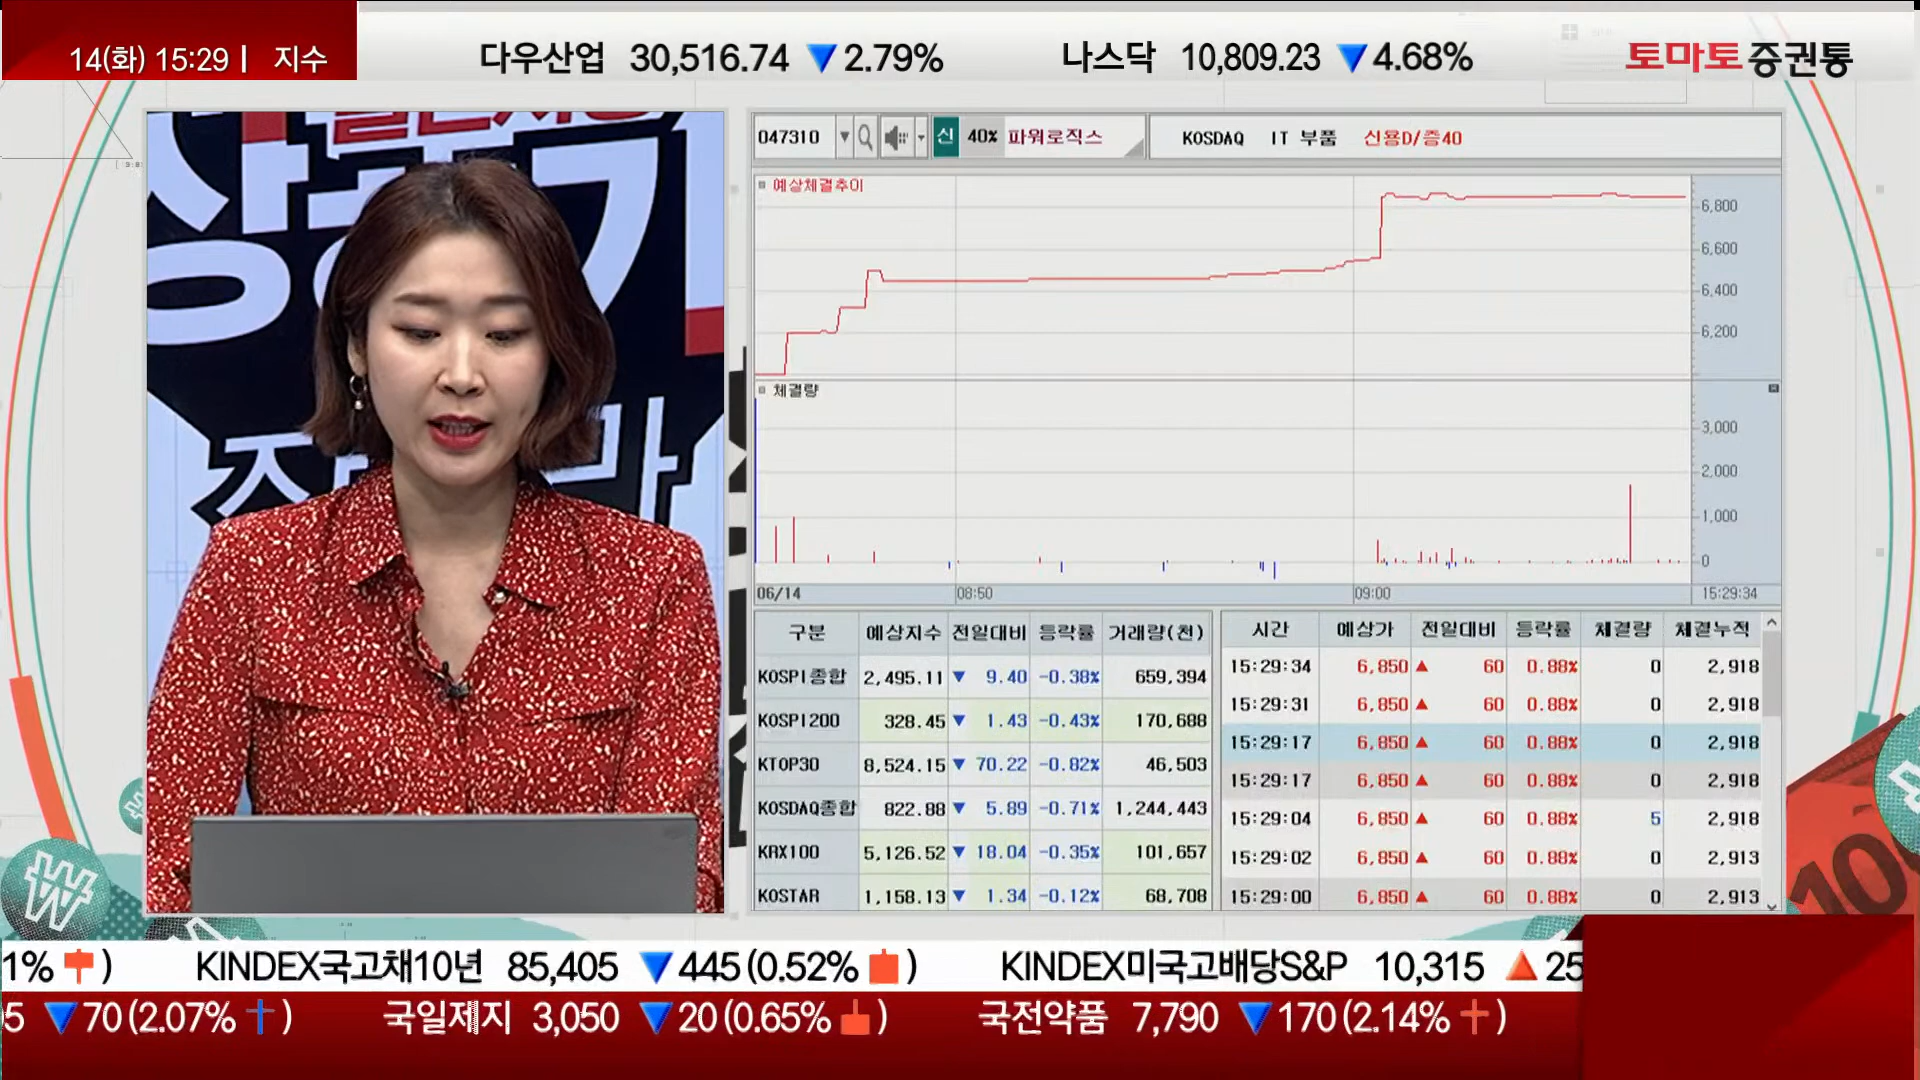 14(화) 15:29 | 지수 다우산업 30,516.74 ▼2.79% 나스닥 10,809.23 ▼4.68% 토마토증권통
047310 신 40% 파워로직스 KOSDAQ IT 부품 신용D/증40
예상체결추이
6,800
6,600
6,400
6,200
체결량
3,000
2,000
1,000
0
06/14 08:50 09:00 15:29:34
구분 예상지수 전일대비 등락률 거래량(천)
KOSPI종합 2,495.11 ▼ 9.40 -0.38% 659,394
KOSPI200 328.45 ▼ 1.43 -0.43% 170,688
KTOP30 8,524.15 ▼ 70.22 -0.82% 46,503
KOSDAQ종합 822.88 ▼ 5.89 -0.71% 1,244,443
KRX100 5,126.52 ▼ 18.04 -0.35% 101,657
KOSTAR 1,158.13 ▼ 1.34 -0.12% 68,708
시간 예상가 전일대비 등락률 체결량 체결누적
15:29:34 6,850 ▲ 60 0.88% 0 2,918
15:29:31 6,850 ▲ 60 0.88% 0 2,918
15:29:17 6,850 ▲ 60 0.88% 0 2,918
15:29:17 6,850 ▲ 60 0.88% 0 2,918
15:29:04 6,850 ▲ 60 0.88% 5 2,918
15:29:02 6,850 ▲ 60 0.88% 0 2,913
15:29:00 6,850 ▲ 60 0.88% 0 2,913
1% ) KINDEX국고채10년 85,405 ▼445(0.52% ) KINDEX미국고배당S&P 10,315 ▲25
5 ▼70(2.07% ) 국일제지 3,050 ▼20(0.65% ) 국전약품 7,790 ▼170(2.14% )